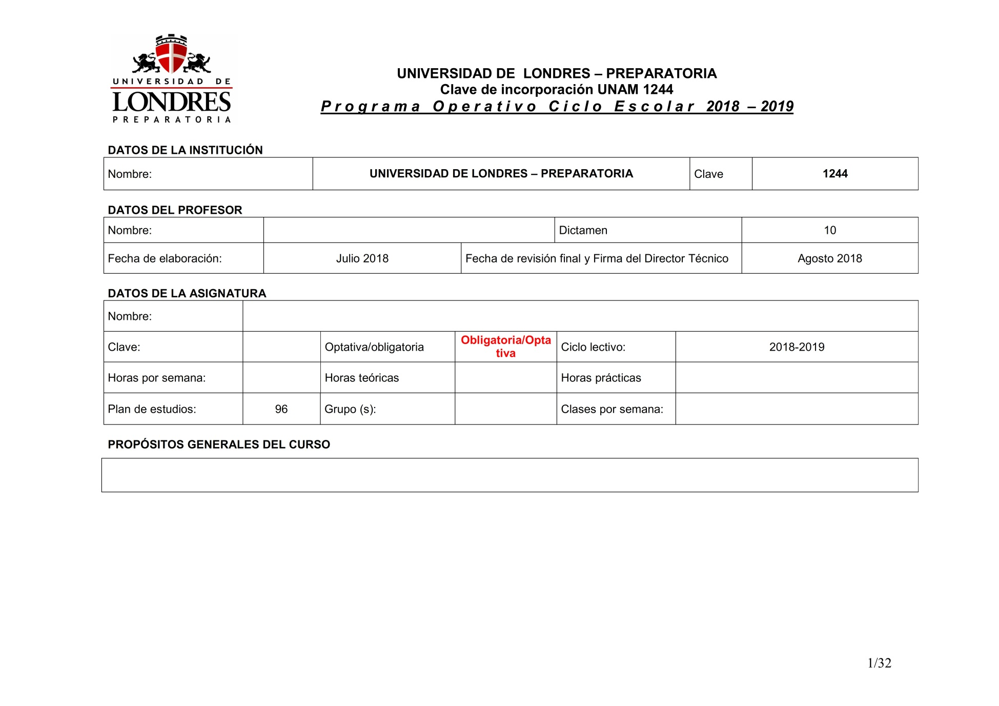 UNIVERSIDAD DE
LONDRES
PREPARATORIA
UNIVERSIDAD DE LONDRES – PREPARATORIA
Clave de incorporación UNAM 1244
Programa Operativo Ciclo Escolar 2018 – 2019
DATOS DE LA INSTITUCIÓN
Nombre: UNIVERSIDAD DE LONDRES – PREPARATORIA Clave 1244
DATOS DEL PROFESOR
Nombre: Dictamen 10
Fecha de elaboración: Julio 2018 Fecha de revisión final y Firma del Director Técnico Agosto 2018
DATOS DE LA ASIGNATURA
Nombre:
Clave: Optativa/obligatoria Obligatoria/Opta
tiva Ciclo lectivo: 2018-2019
Horas por semana: Horas teóricas Horas prácticas
Plan de estudios: 96 Grupo (s): Clases por semana:
PROPÓSITOS GENERALES DEL CURSO
1/32